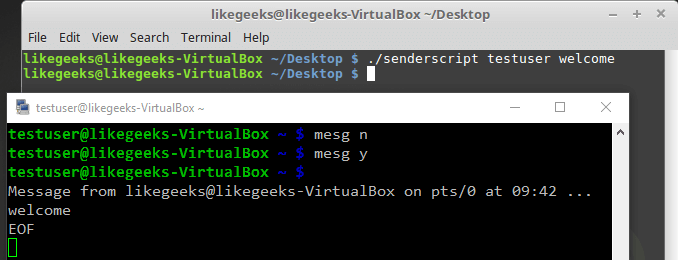 likegeeks@likegeeks-VirtualBox ~/Desktop
File Edit View Search Terminal Help
likegeeks@likegeeks-VirtualBox ~/Desktop $ ./senderscript testuser welcome
likegeeks@likegeeks-VirtualBox ~/Desktop $
testuser@likegeeks-VirtualBox ~
testuser@likegeeks-VirtualBox ~ $ mesg n
testuser@likegeeks-VirtualBox ~ $ mesg y
testuser@likegeeks-VirtualBox ~ $
Message from likegeeks@likegeeks-VirtualBox on pts/0 at 09:42 ...
welcome
EOF